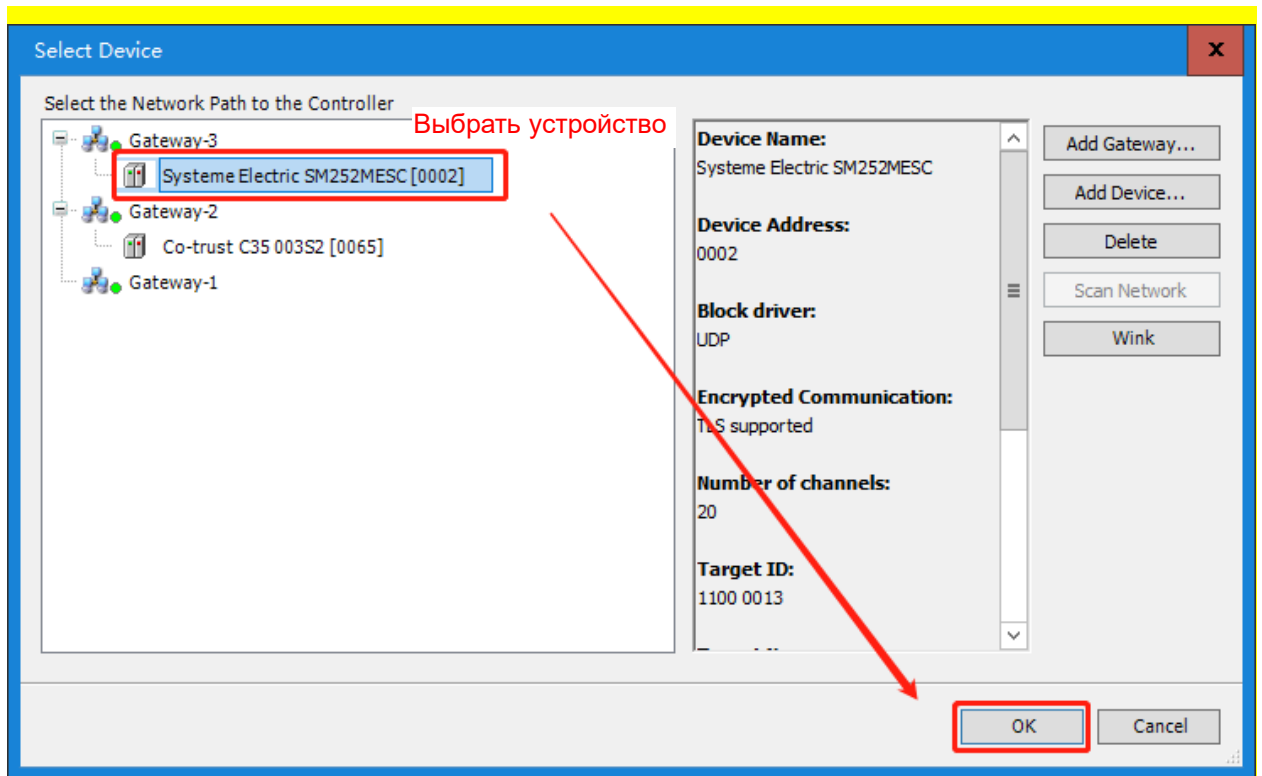 Select Device
x
Select the Network Path to the Controller
Выбрать устройство
Gateway-3
Systeme Electric SM252MESC [0002]
Gateway-2
Co-trust C35 003S2 [0065]
Gateway-1
Device Name:
Systeme Electric SM252MESC
Device Address:
0002
Block driver:
UDP
Encrypted Communication:
TLS supported
Number of channels:
20
Target ID:
1100 0013
Add Gateway...
Add Device...
Delete
Scan Network
Wink
OK
Cancel